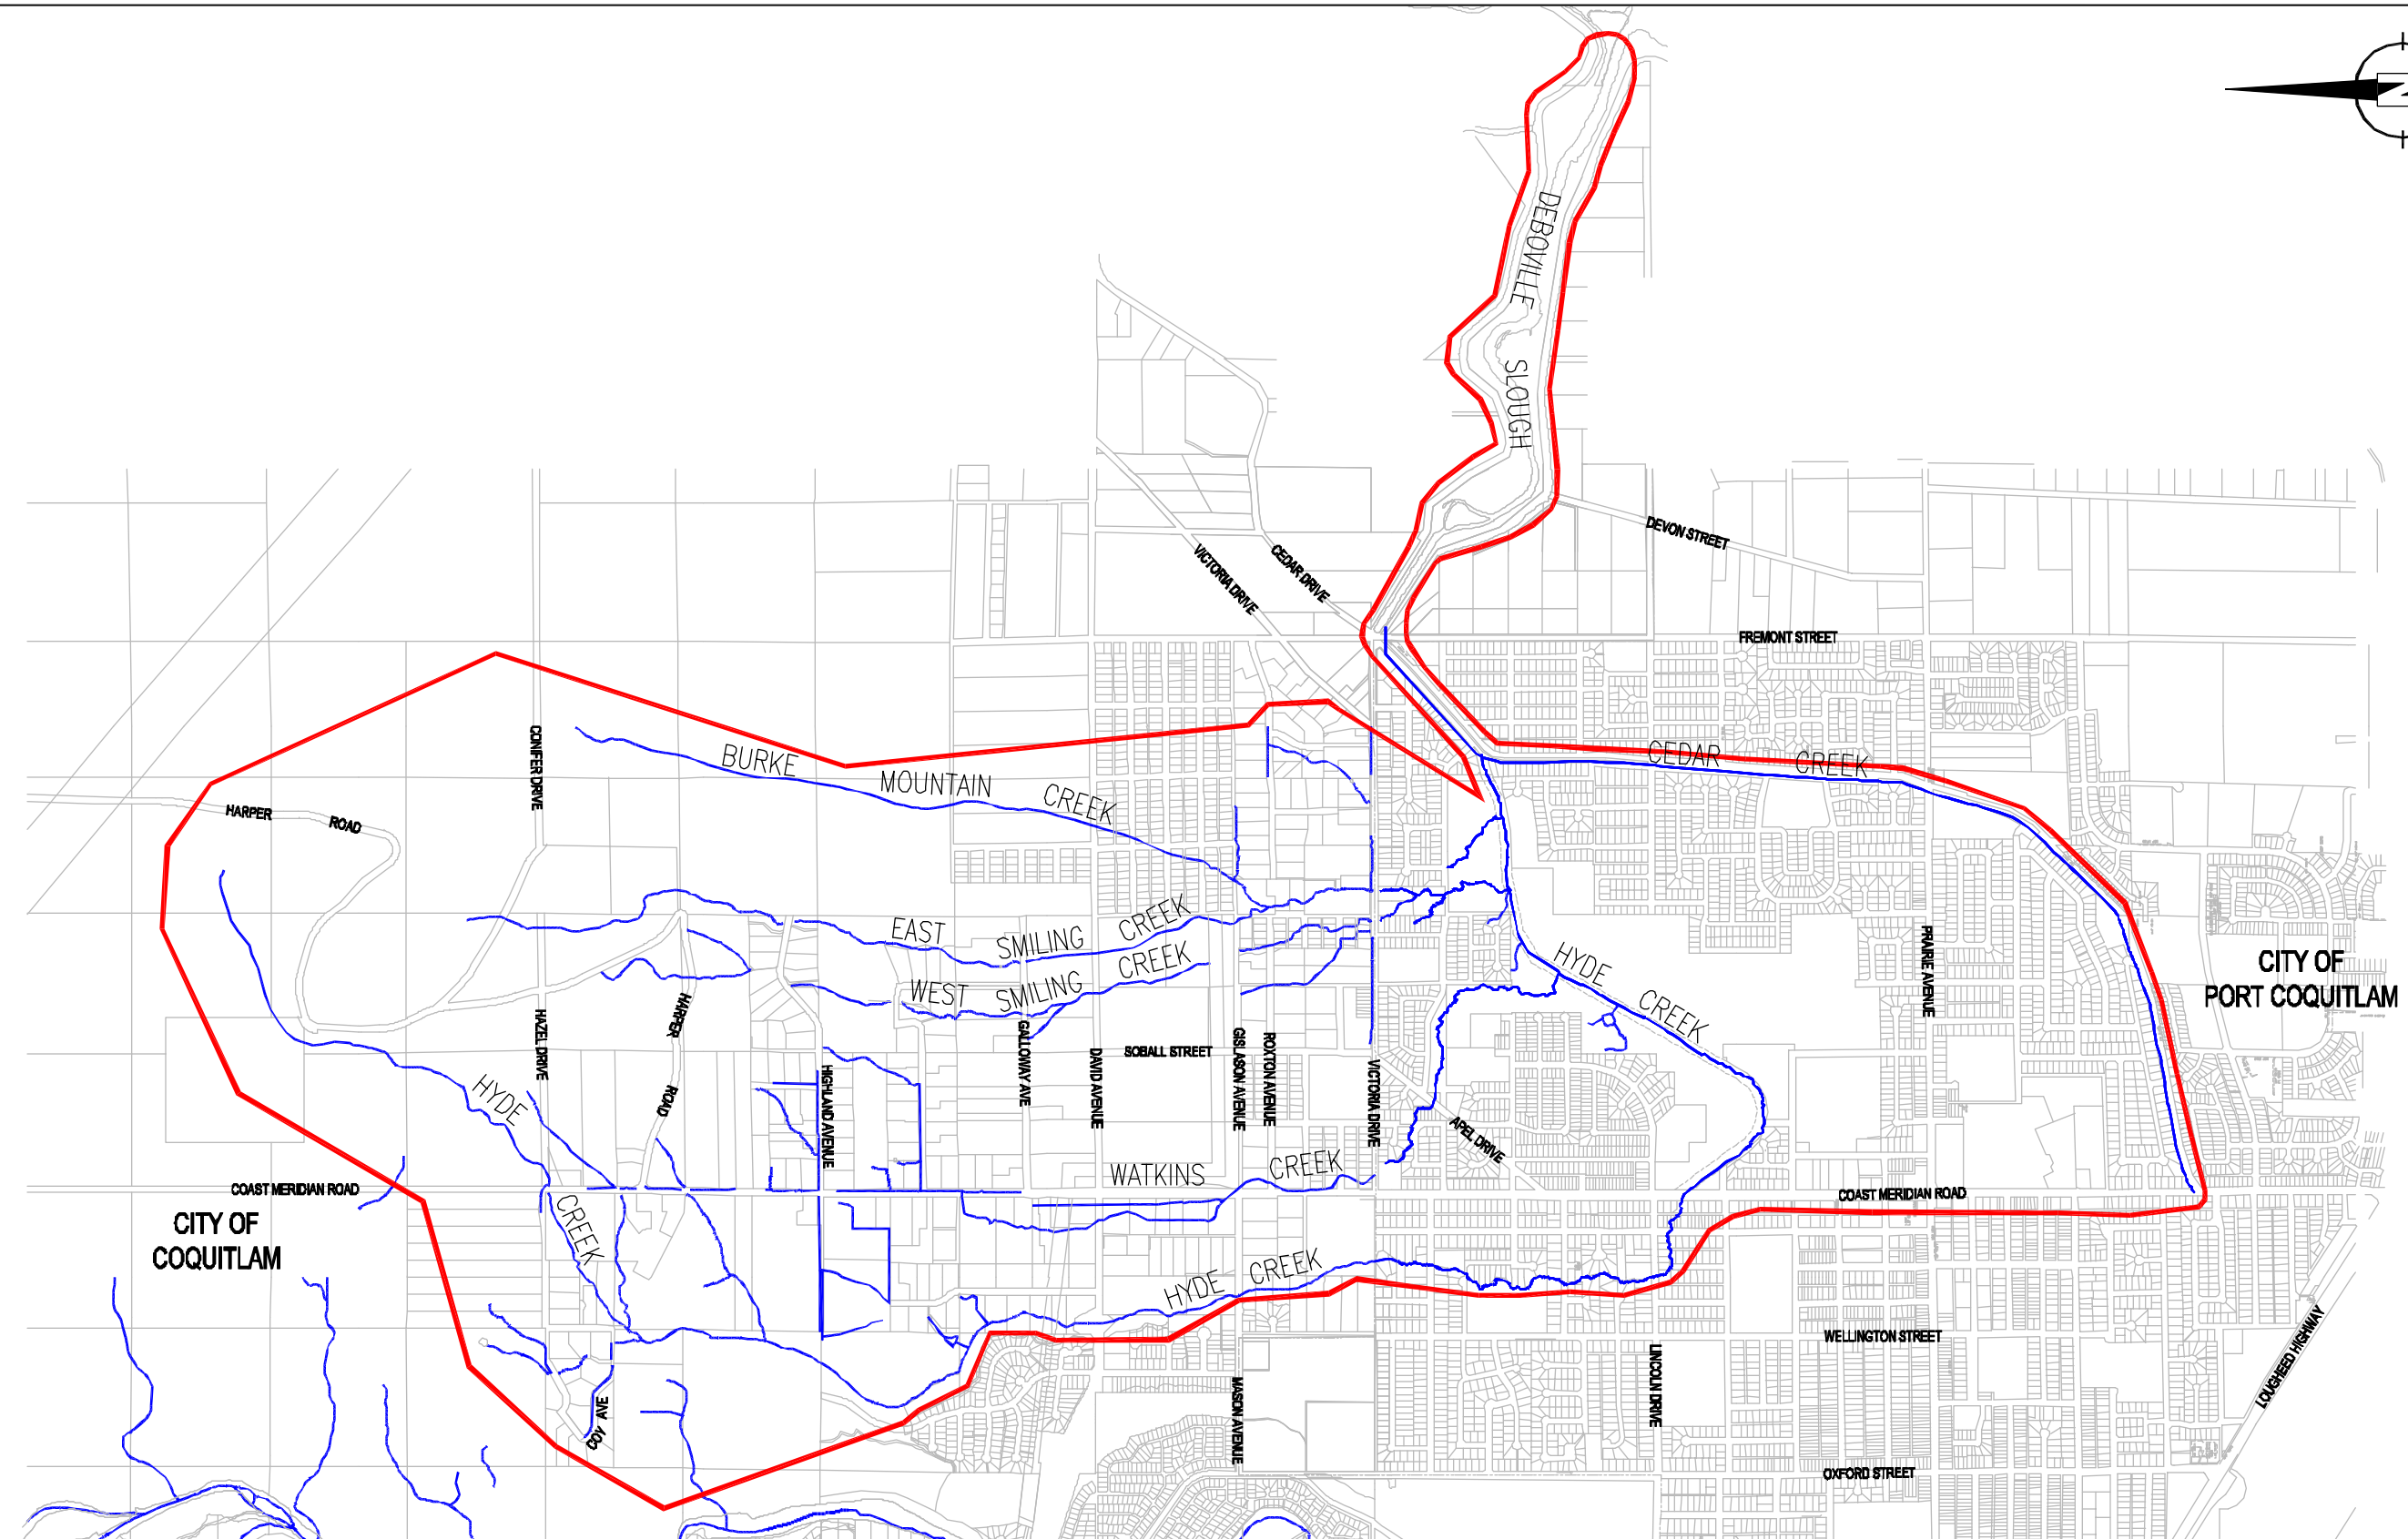 DEBOVILLE
SLOUGH
DEVON STREET
VICTORIA DRIVE
CEDAR DRIVE
FREMONT STREET
CONIFER DRIVE
BURKE
MOUNTAIN
CREEK
CEDAR
CREEK
HARPER
ROAD
EAST
SMILING
CREEK
WEST
SMILING
CREEK
HYDE
CREEK
PRAIRIE AVENUE
CITY OF
PORT COQUITLAM
HAZEL DRIVE
HARPER
ROAD
GALLOWAY AVE
DAVID AVENUE
SOBALL STREET
GISLASON AVENUE
ROXTON AVENUE
VICTORIA DRIVE
HIGHLAND AVENUE
APEL DRIVE
HYDE
CREEK
WATKINS
CREEK
COAST MERIDIAN ROAD
COAST MERIDIAN ROAD
CITY OF
COQUITLAM
HYDE
CREEK
WELLINGTON STREET
LINCOLN DRIVE
LOUGHEED HIGHWAY
MASON AVENUE
COY AVE
OXFORD STREET